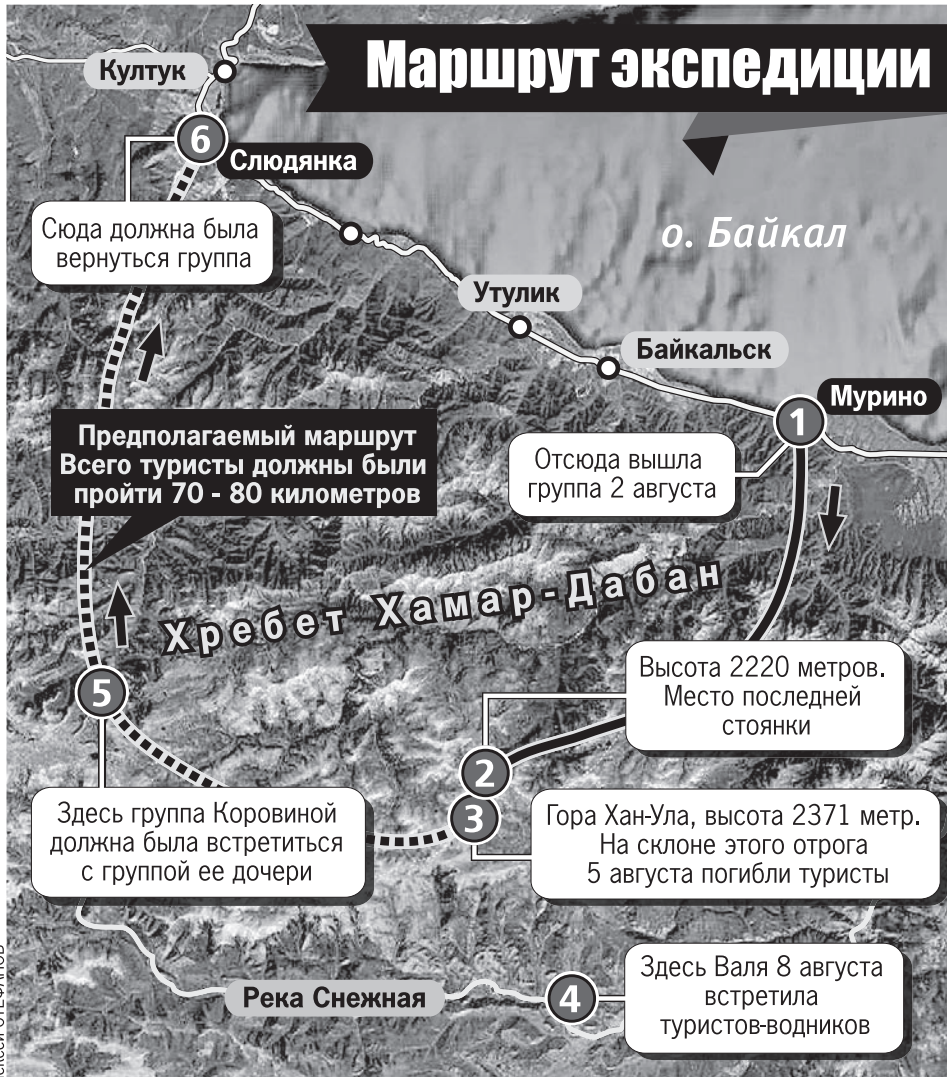 Маршрут экспедиции
Култук
6
Слюдянка
Сюда должна была
вернуться группа
о. Байкал
Утулик
Байкальск
Мурино
1
Отсюда вышла
группа 2 августа
Предполагаемый маршрут
Всего туристы должны были
пройти 70 - 80 километров
Хребет Хамар-Дабан
5
Высота 2220 метров.
Место последней
стоянки
2
3
Здесь группа Коровиной
должна была встретиться
с группой ее дочери
Гора Хан-Ула, высота 2371 метр.
На склоне этого отрога
5 августа погибли туристы
Река Снежная
4
Здесь Валя 8 августа
встретила
туристов-водников